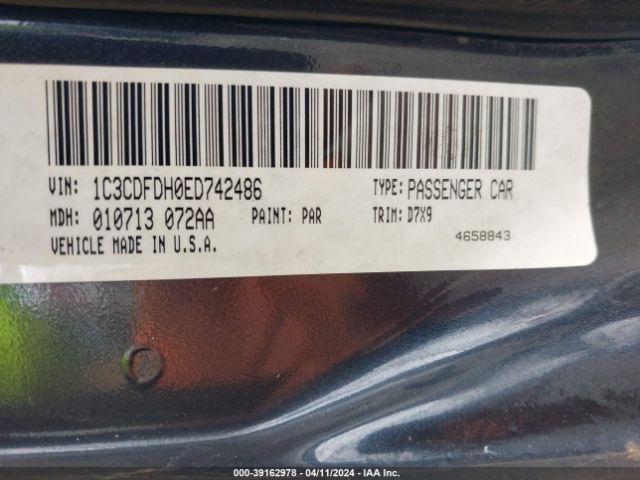 VIN: 1C3CDFDH0ED742486 TYPE: PASSENGER CAR
MDH: 010713 072AA PAINT: PAR TRIM: D7X9
VEHICLE MADE IN U.S.A. 4658843
000-39162978 - 04/11/2024 - IAA Inc.